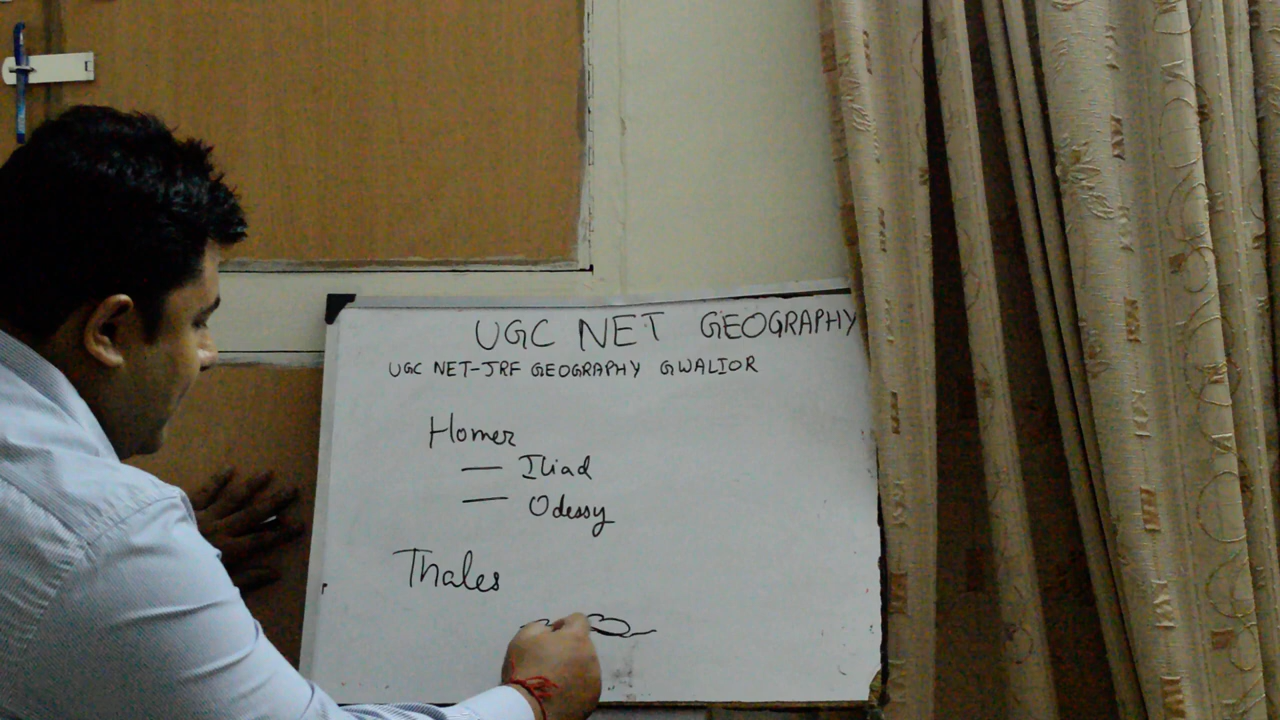 UGC NET GEOGRAPHY
UGC NET-JRF GEOGRAPHY GWALIOR
Homer
— Iliad
— Odessy
Thales